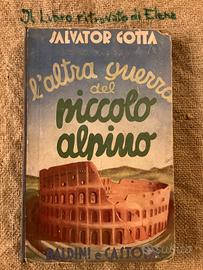 Il Libro ritrovato di Elena
SALVATOR GOTTA
l'altra guerra
del
piccolo
alpino
BALDINI e CASTOLDI